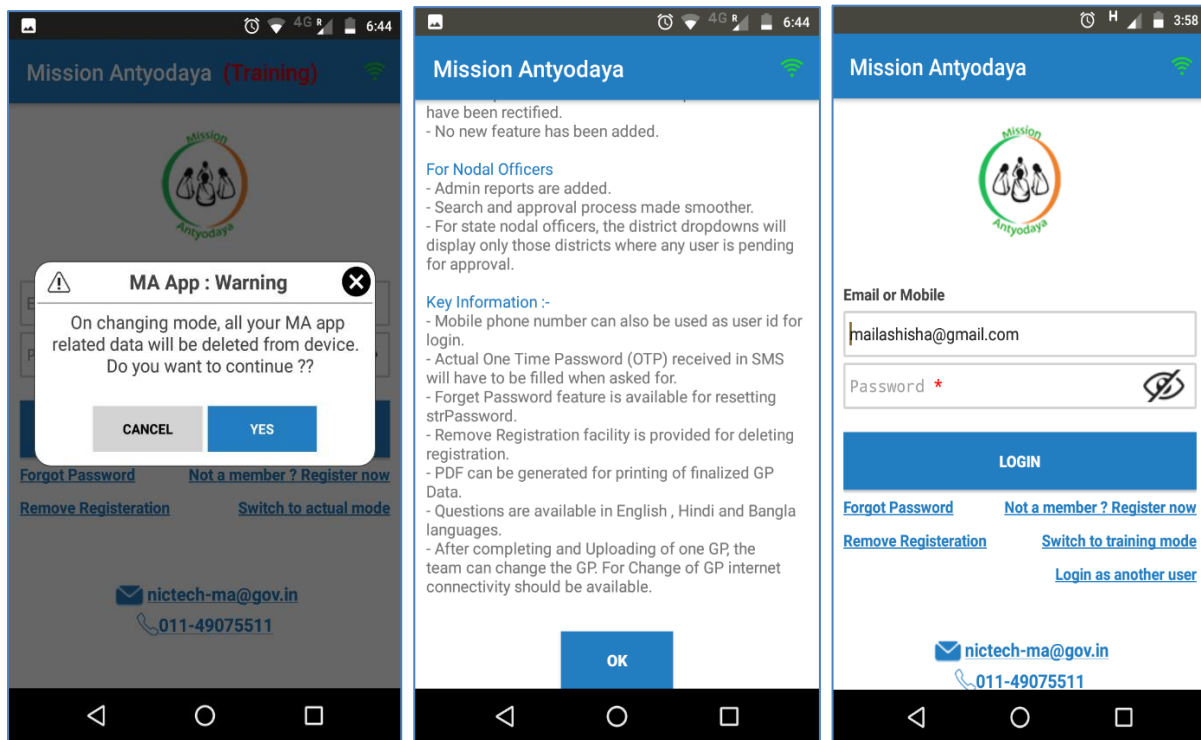 4G R 6:44
Mission Antyodaya (Training)
Mission
Antyodaya
MA App : Warning
On changing mode, all your MA app
related data will be deleted from device.
Do you want to continue ??
CANCEL YES
Forgot Password Not a member ? Register now
Remove Registeration Switch to actual mode
nictech-ma@gov.in
011-49075511
4G R 6:44
Mission Antyodaya
have been rectified.
- No new feature has been added.
For Nodal Officers
- Admin reports are added.
- Search and approval process made smoother.
- For state nodal officers, the district dropdowns will
display only those districts where any user is pending
for approval.
Key Information :-
- Mobile phone number can also be used as user id for
login.
- Actual One Time Password (OTP) received in SMS
will have to be filled when asked for.
- Forget Password feature is available for resetting
strPassword.
- Remove Registration facility is provided for deleting
registration.
- PDF can be generated for printing of finalized GP
Data.
- Questions are available in English , Hindi and Bangla
languages.
- After completing and Uploading of one GP, the
team can change the GP. For Change of GP internet
connectivity should be available.
OK
H 3:58
Mission Antyodaya
Mission
Antyodaya
Email or Mobile
mailashisha@gmail.com
Password *
LOGIN
Forgot Password Not a member ? Register now
Remove Registeration Switch to training mode
Login as another user
nictech-ma@gov.in
011-49075511